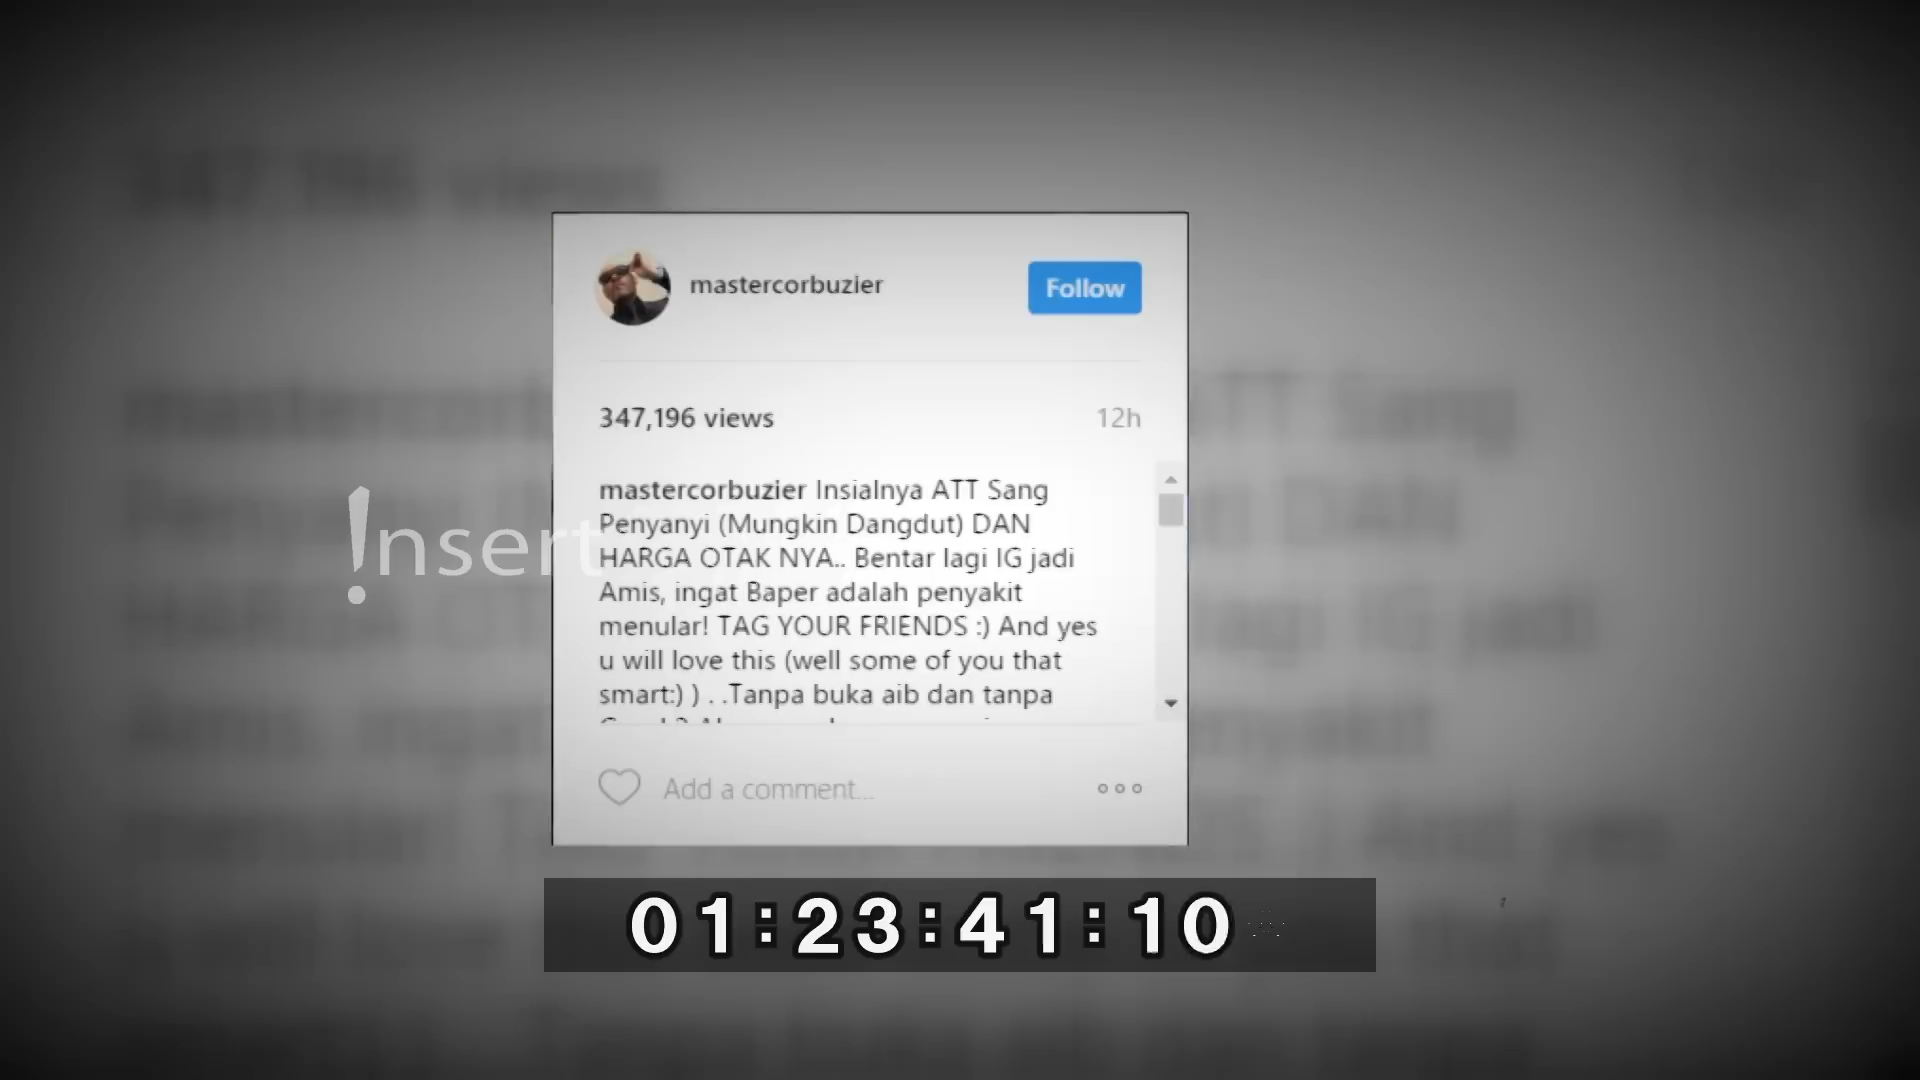 mastercorbuzier
Follow
347,196 views
12h
mastercorbuzier Insialnya ATT Sang
Penyanyi (Mungkin Dangdut) DAN
HARGA OTAK NYA.. Bentar lagi IG jadi
Amis, ingat Baper adalah penyakit
menular! TAG YOUR FRIENDS :) And yes
u will love this (well some of you that
smart:) ) . .Tanpa buka aib dan tanpa
Add a comment...
!nsert
01:23:41:10